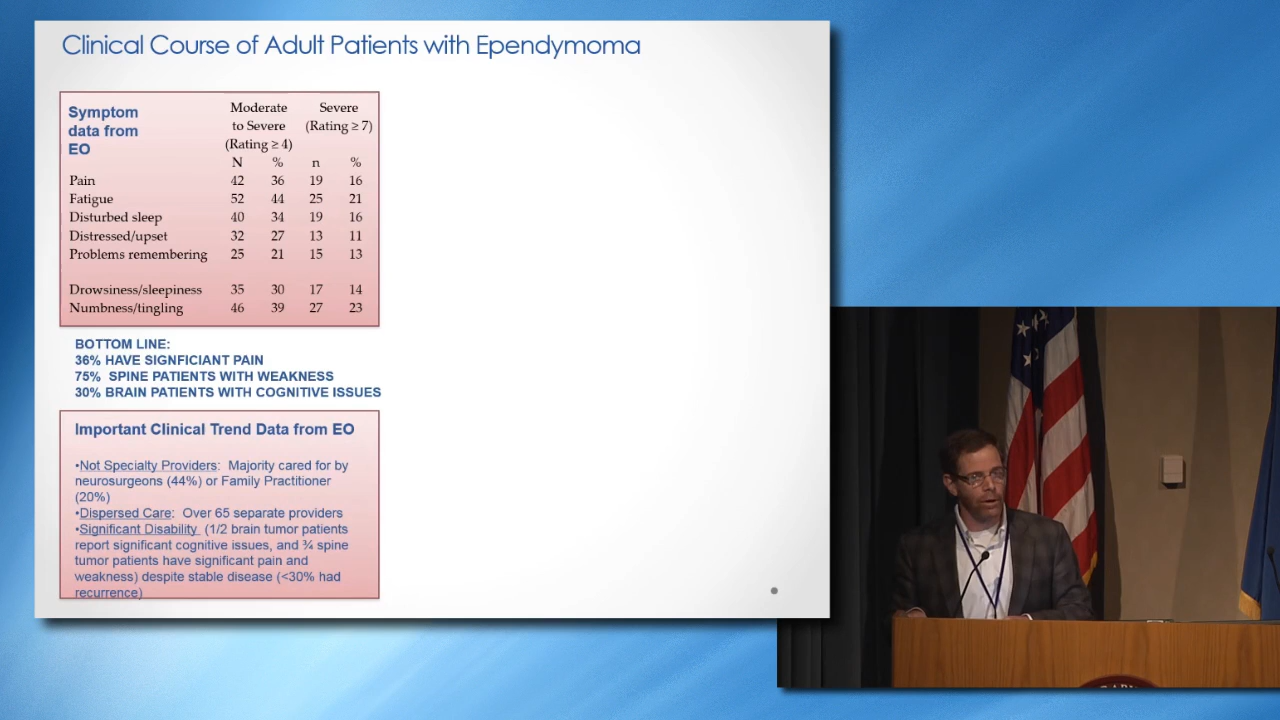 Clinical Course of Adult Patients with Ependymoma
Symptom
data from
EO
Moderate
to Severe
(Rating ≥ 4)
Severe
(Rating ≥ 7)
N % n %
Pain 42 36 19 16
Fatigue 52 44 25 21
Disturbed sleep 40 34 19 16
Distressed/upset 32 27 13 11
Problems remembering 25 21 15 13
Drowsiness/sleepiness 35 30 17 14
Numbness/tingling 46 39 27 23
BOTTOM LINE:
36% HAVE SIGNFICIANT PAIN
75% SPINE PATIENTS WITH WEAKNESS
30% BRAIN PATIENTS WITH COGNITIVE ISSUES
Important Clinical Trend Data from EO
•Not Specialty Providers: Majority cared for by
neurosurgeons (44%) or Family Practitioner
(20%)
•Dispersed Care: Over 65 separate providers
•Significant Disability (1/2 brain tumor patients
report significant cognitive issues, and ¾ spine
tumor patients have significant pain and
weakness) despite stable disease (<30% had
recurrence)